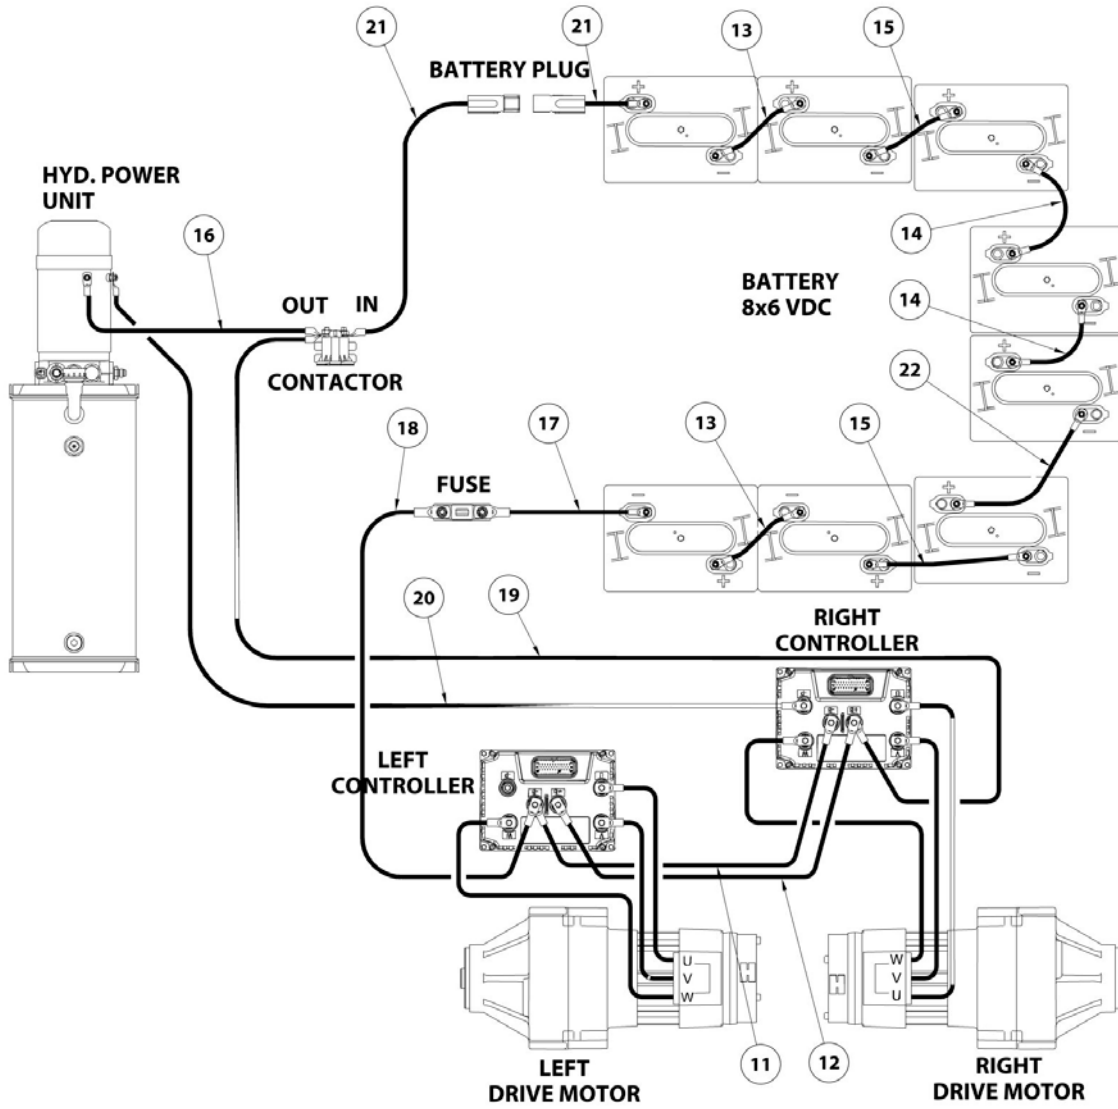 21
21
13
15
BATTERY PLUG
+
+
+
HYD. POWER
UNIT
−
−
−
16
14
+
BATTERY
8x6 VDC
OUT IN
14
−
+
CONTACTOR
22
−
18
17
13
15
FUSE
−
−
+
+
+
−
20
19
RIGHT
CONTROLLER
LEFT
CONTROLLER
U
V
W
W
V
U
11
12
LEFT
DRIVE MOTOR
RIGHT
DRIVE MOTOR